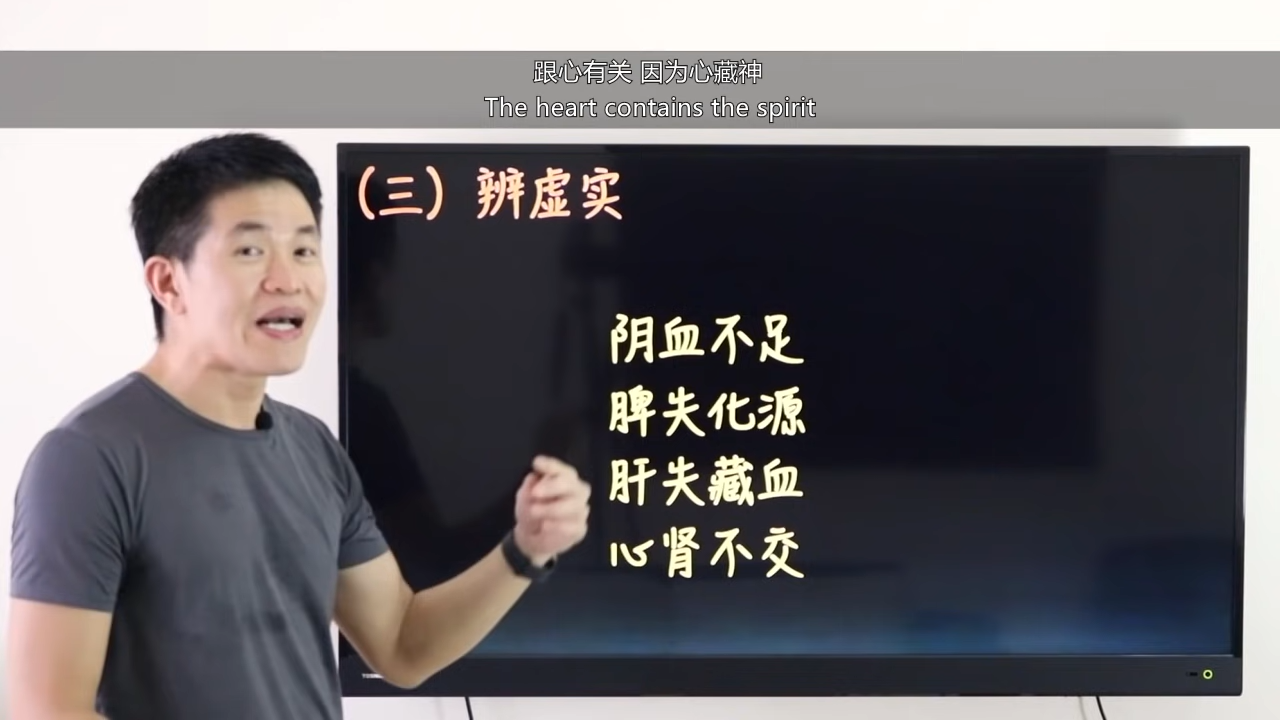 跟心有关 因为心藏神
The heart contains the spirit
（三）辨虚实
阴血不足
脾失化源
肝失藏血
心肾不交